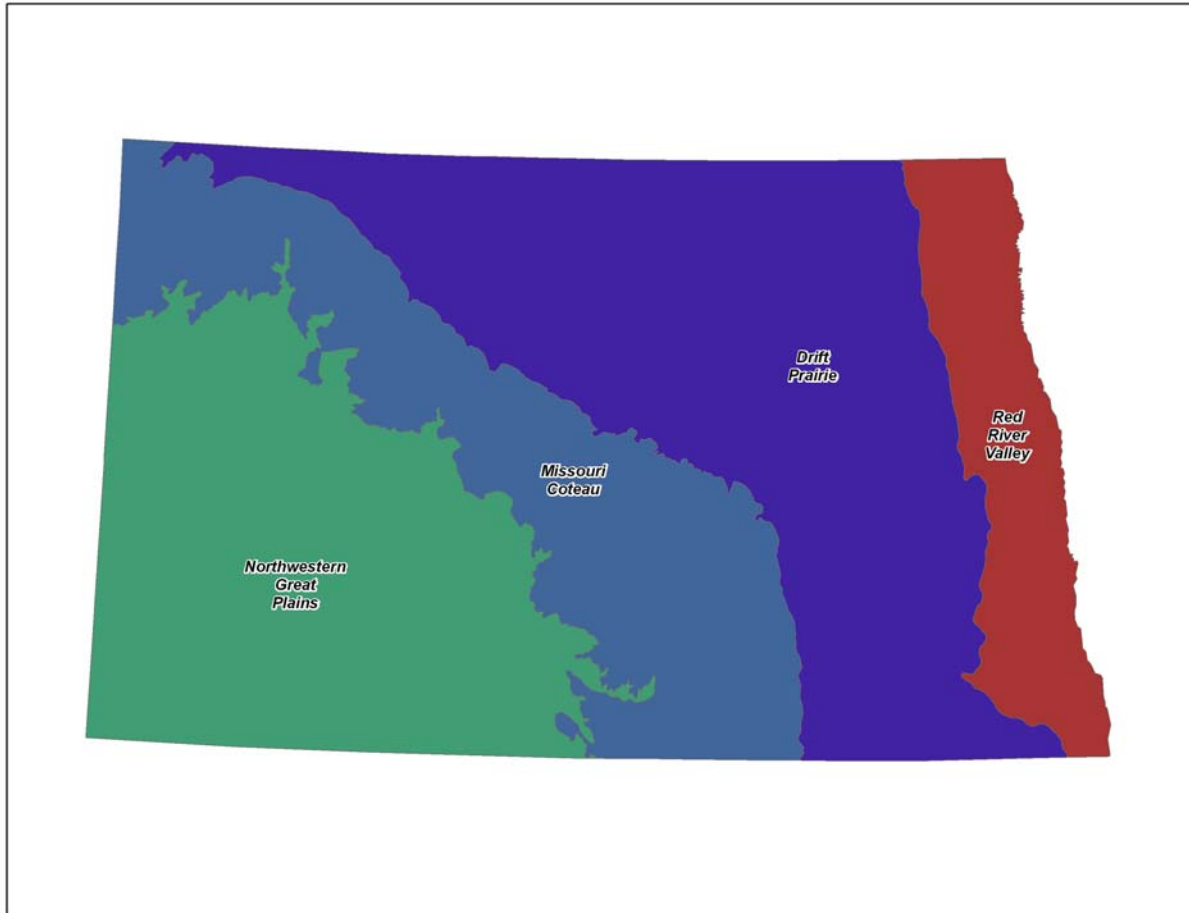 Drift
Prairie
Red
River
Valley
Missouri
Coteau
Northwestern
Great
Plains